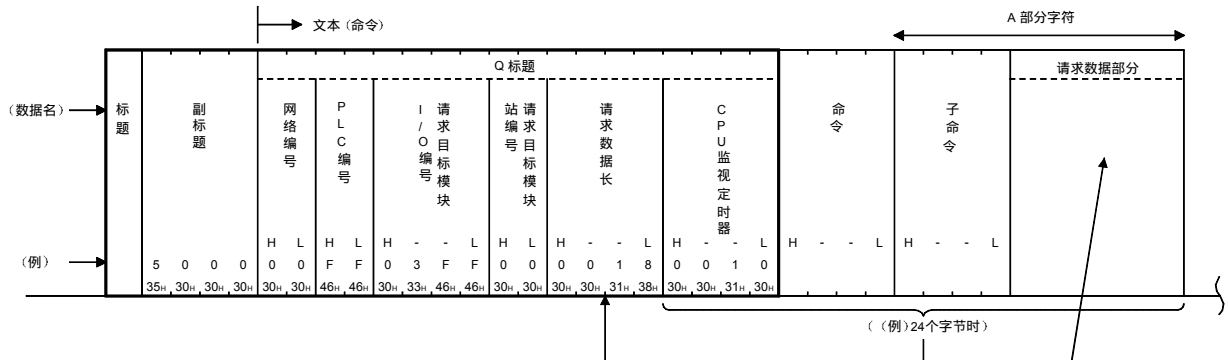 文本（命令）
A 部分字符
Q 标题
请求数据部分
（数据名）
标题
副标题
网络编号
PLC编号
请求目标模块
I/O编号
请求目标模块
站编号
请求数据长
CPU监视定时器
命令
子命令
H L H L H - - L H L H - - L H - - L H - - L H - - L
（例）
5 0 0 0 0 0 F F 0 3 F F 0 0 0 0 1 8 0 0 1 0
35H 30H 30H 30H 30H 30H 46H 46H 30H 33H 46H 46H 30H 30H 30H 30H 31H 38H 30H 30H 31H 30H
（（例）24个字节时）